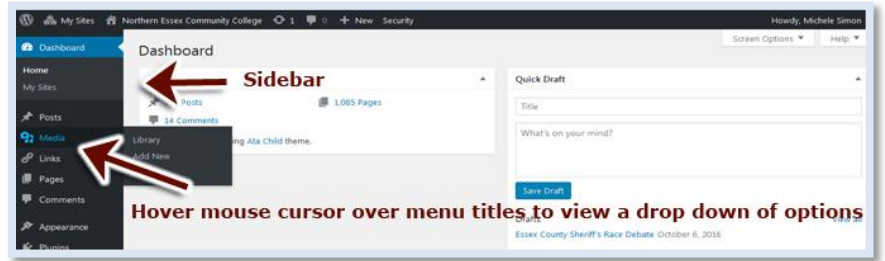 My Sites Northern Essex Community College 1 0 + New Security Howdy, Michele Simon
Screen Options Help
Dashboard
Dashboard
Home
My Sites
Sidebar
Quick Draft
Posts 1,085 Pages
14 Comments
Title
Posts
Media
Links
Pages
Comments
Appearance
Plugins
Library
Add New
ing Ata Child theme.
What's on your mind?
Save Draft
Hover mouse cursor over menu titles to view a drop down of options
Drafts View all
Essex County Sheriff's Race Debate October 6, 2016